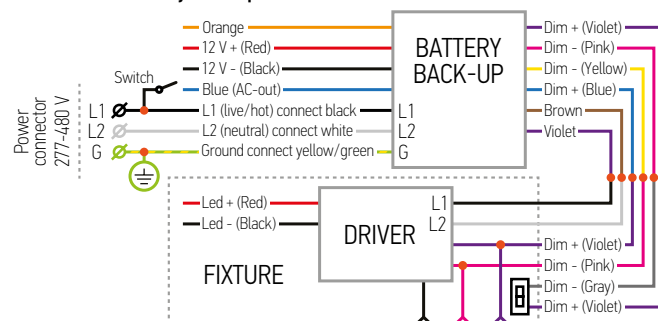 Orange
12 V + (Red)
12 V - (Black)
Blue (AC-out)
L1 (live/hot) connect black
L2 (neutral) connect white
Ground connect yellow/green
Switch
Power
connector
277-480 V
L1
L2
G
BATTERY
BACK-UP
L1
L2
G
Dim + (Violet)
Dim - (Pink)
Dim - (Yellow)
Dim + (Blue)
Brown
Violet
Led + (Red)
Led - (Black)
FIXTURE
DRIVER
L1
L2
Dim + (Violet)
Dim - (Pink)
Dim - (Gray)
Dim + (Violet)